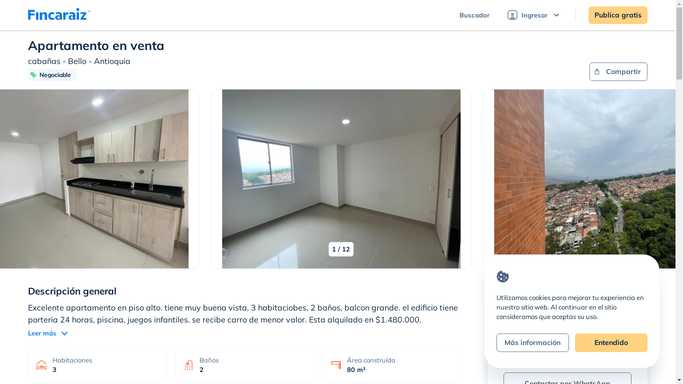 Fincaraiz
Buscador
Ingresar
Publica gratis
Apartamento en venta
cabañas - Bello - Antioquia
Negociable
Compartir
1 / 12
Descripción general
Excelente apartamento en piso alto. tiene muy buena vista, 3 habitaciobes, 2 baños, balcon grande. el edificio tiene
porteria 24 horas, piscina, juegos infantiles. se recibe carro de menor valor. Esta alquilada en $1.480.000.
Leer más
Habitaciones
3
Baños
2
Área construída
80 m²
Utilizamos cookies para mejorar tu experiencia en
nuestro sitio web. Al continuar en el sitio
consideramos que aceptas su uso.
Más información
Entendido
Contactar por WhatsApp